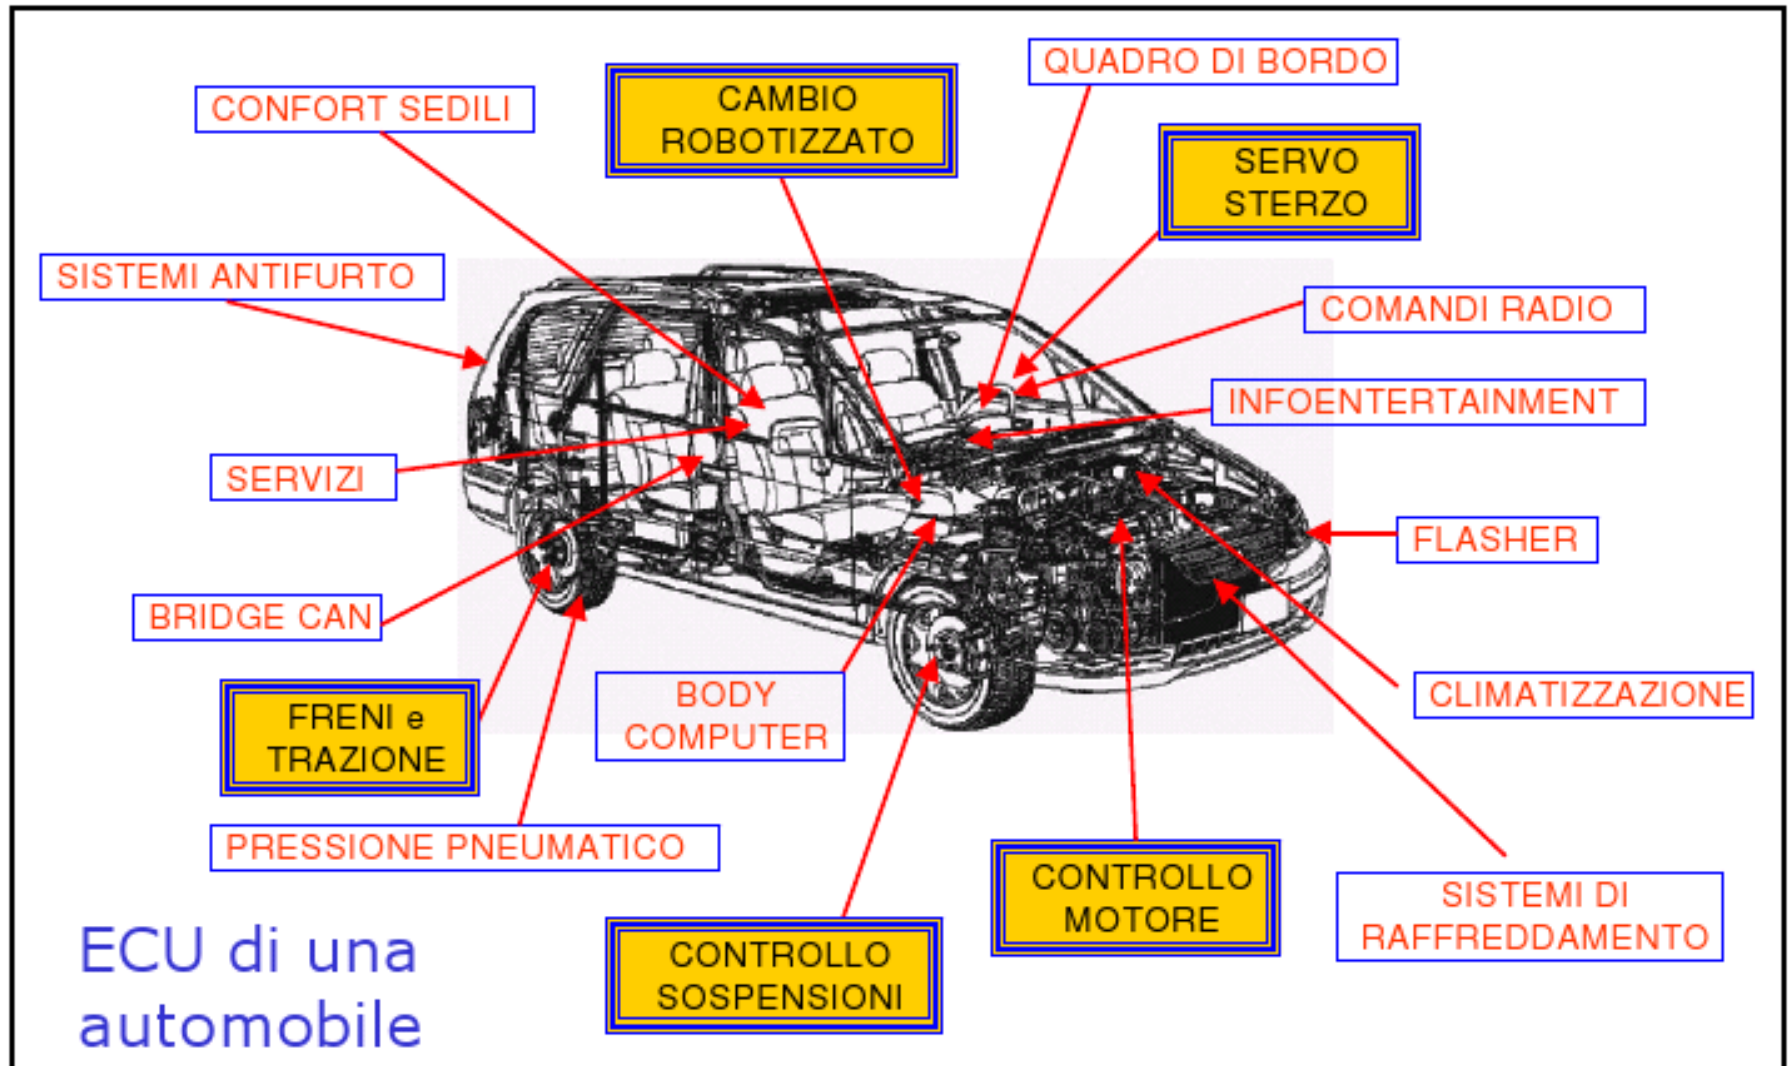 QUADRO DI BORDO
CONFORT SEDILI
CAMBIO
ROBOTIZZATO
SERVO
STERZO
SISTEMI ANTIFURTO
COMANDI RADIO
INFOENTERTAINMENT
SERVIZI
FLASHER
BRIDGE CAN
BODY
COMPUTER
CLIMATIZZAZIONE
FRENI e
TRAZIONE
PRESSIONE PNEUMATICO
CONTROLLO
MOTORE
SISTEMI DI
RAFFREDDAMENTO
CONTROLLO
SOSPENSIONI
ECU di una
automobile